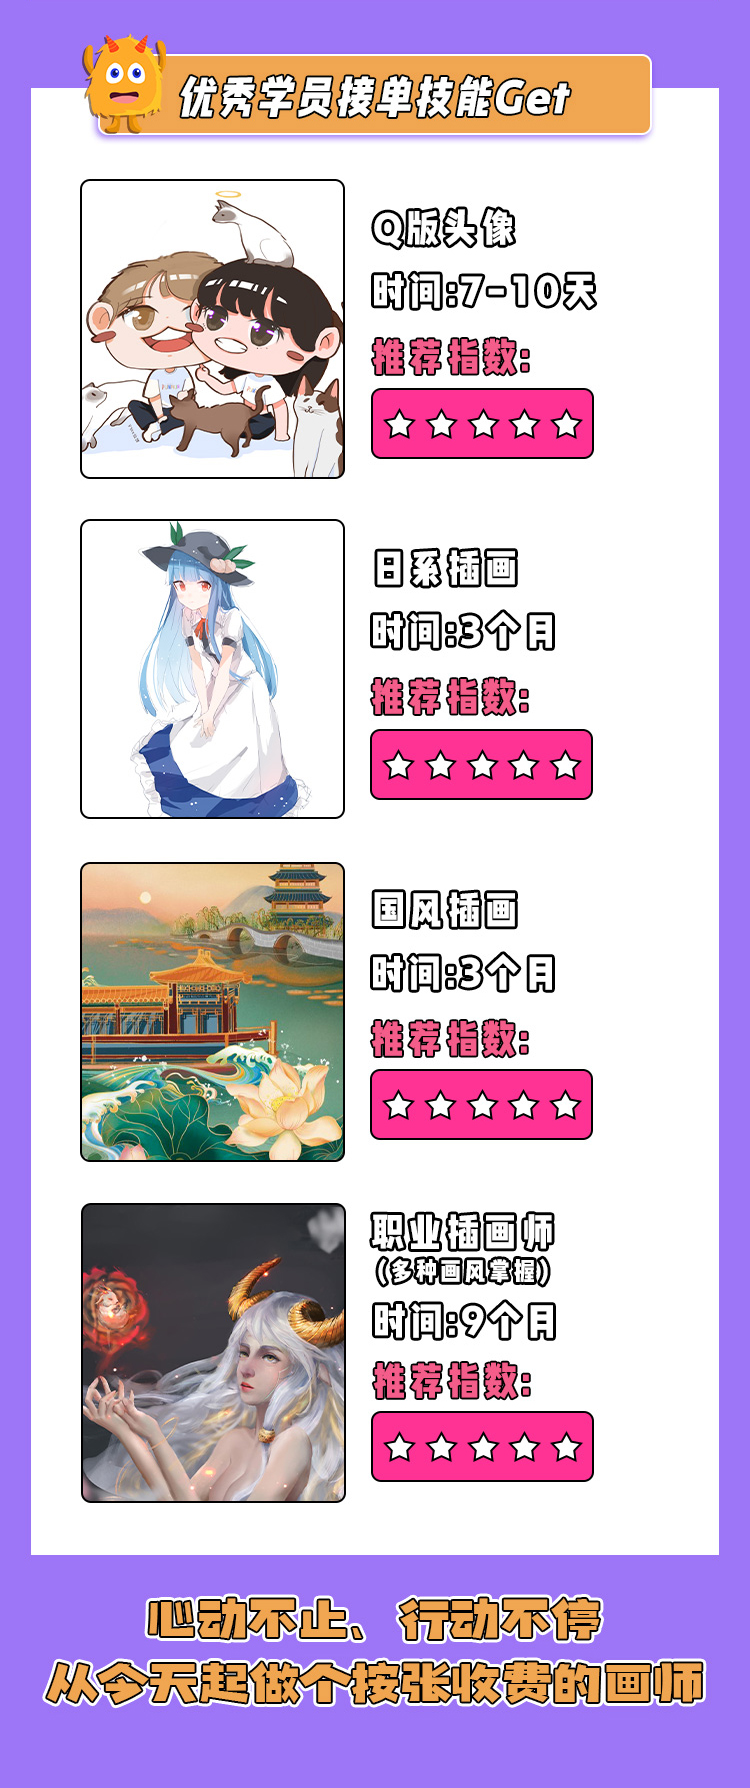 优秀学员接单技能Get
Q版头像
时间:7-10天
推荐指数:
日系插画
时间:3个月
推荐指数:
国风插画
时间:3个月
推荐指数:
职业插画师
(多种画风掌握)
时间:9个月
推荐指数:
心动不止、行动不停
从今天起做个按张收费的画师